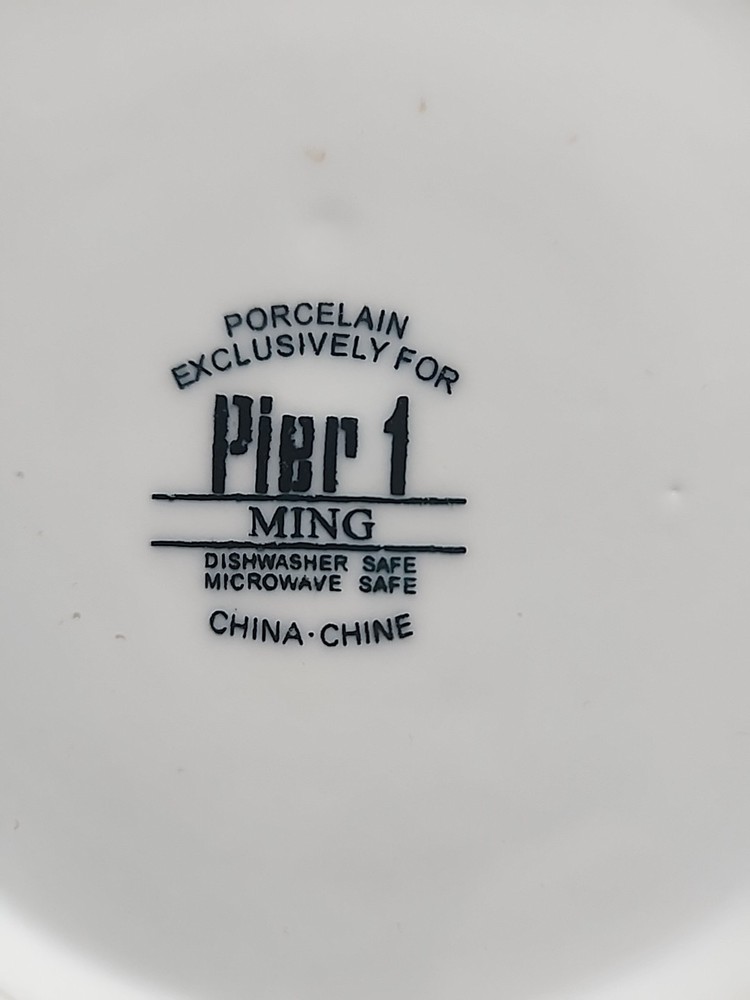 PORCELAIN
EXCLUSIVELY FOR
Pier 1
MING
DISHWASHER SAFE
MICROWAVE SAFE
CHINA·CHINE